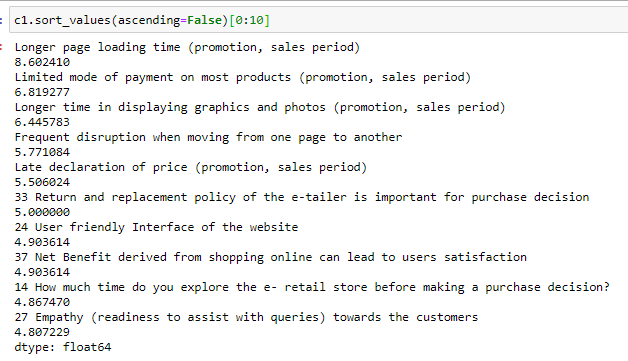 c1.sort_values(ascending=False)[0:10]
Longer page loading time (promotion, sales period)
8.602410
Limited mode of payment on most products (promotion, sales period)
6.819277
Longer time in displaying graphics and photos (promotion, sales period)
6.445783
Frequent disruption when moving from one page to another
5.771084
Late declaration of price (promotion, sales period)
5.506024
33 Return and replacement policy of the e-tailer is important for purchase decision
5.000000
24 User friendly Interface of the website
4.903614
37 Net Benefit derived from shopping online can lead to users satisfaction
4.903614
14 How much time do you explore the e- retail store before making a purchase decision?
4.867470
27 Empathy (readiness to assist with queries) towards the customers
4.807229
dtype: float64